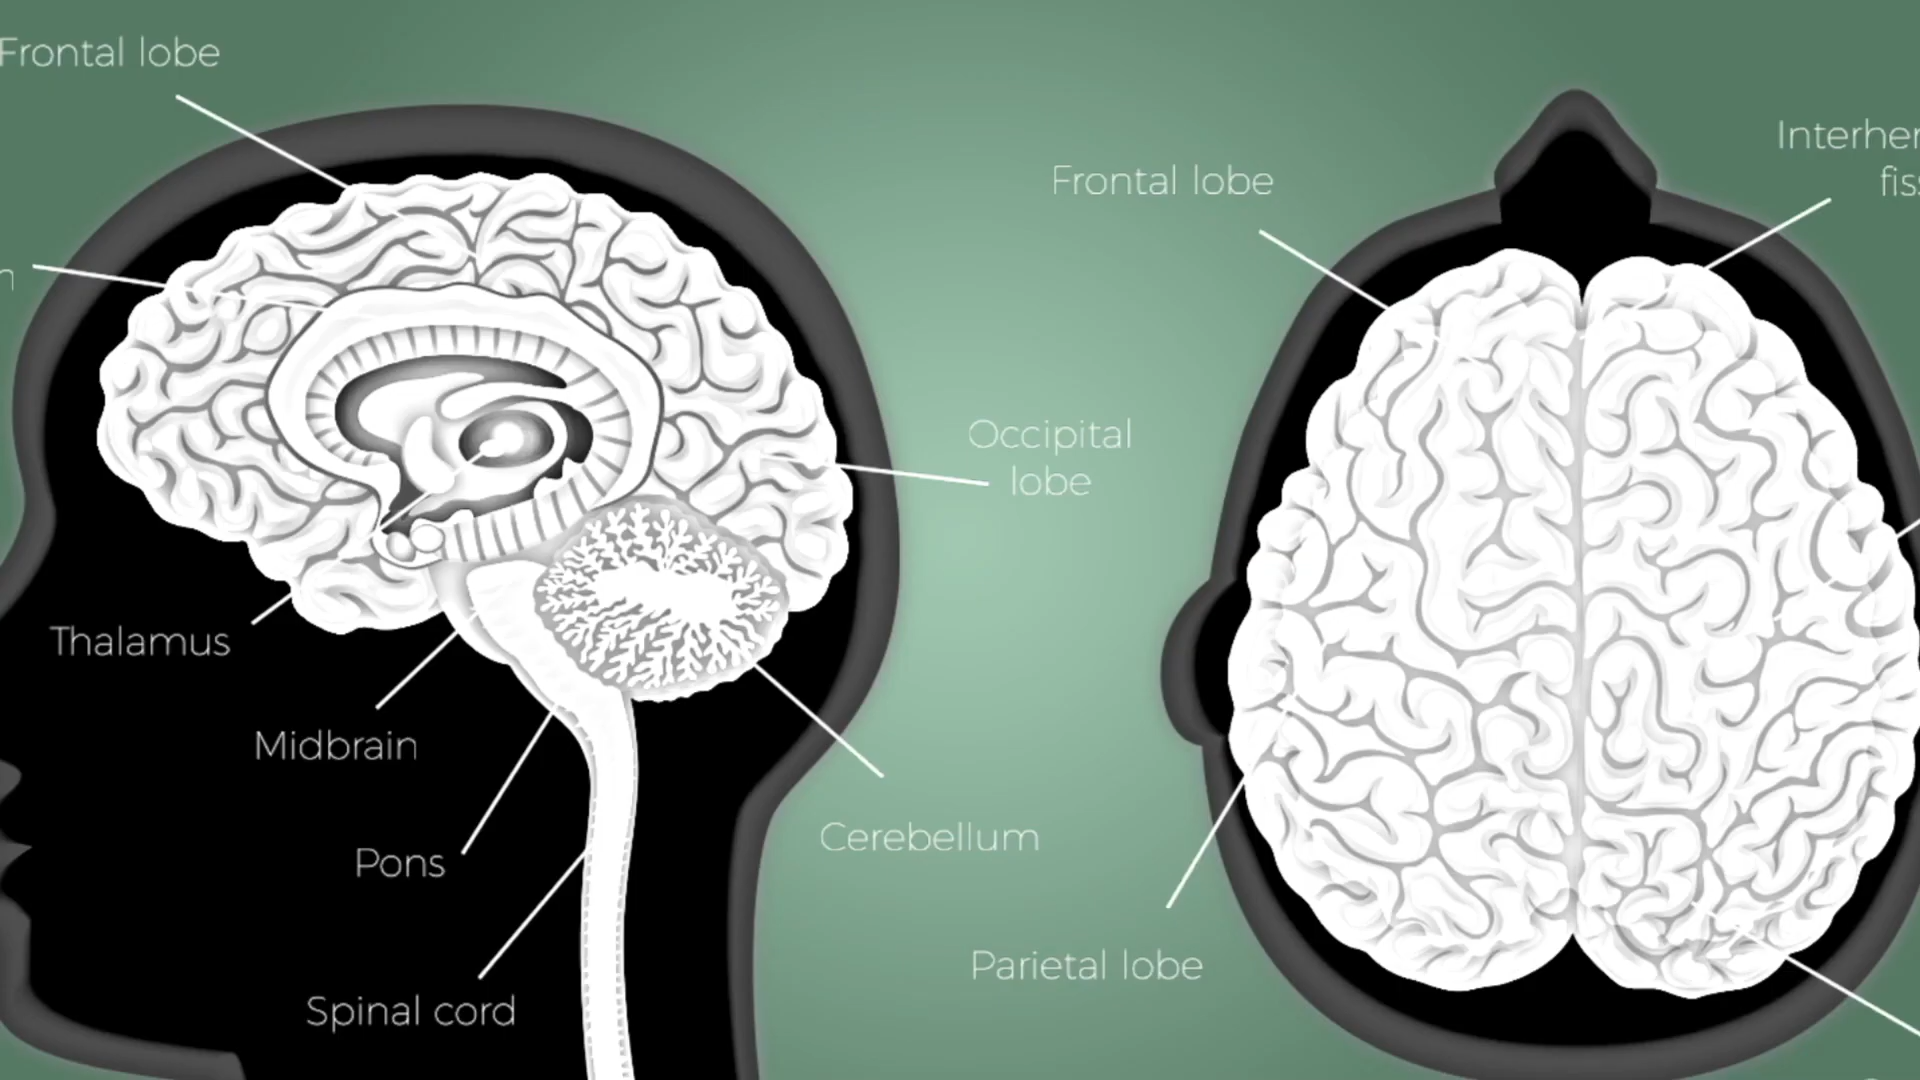 Frontal lobe
Thalamus
Midbrain
Pons
Spinal cord
Occipital
lobe
Cerebellum
Frontal lobe
Parietal lobe